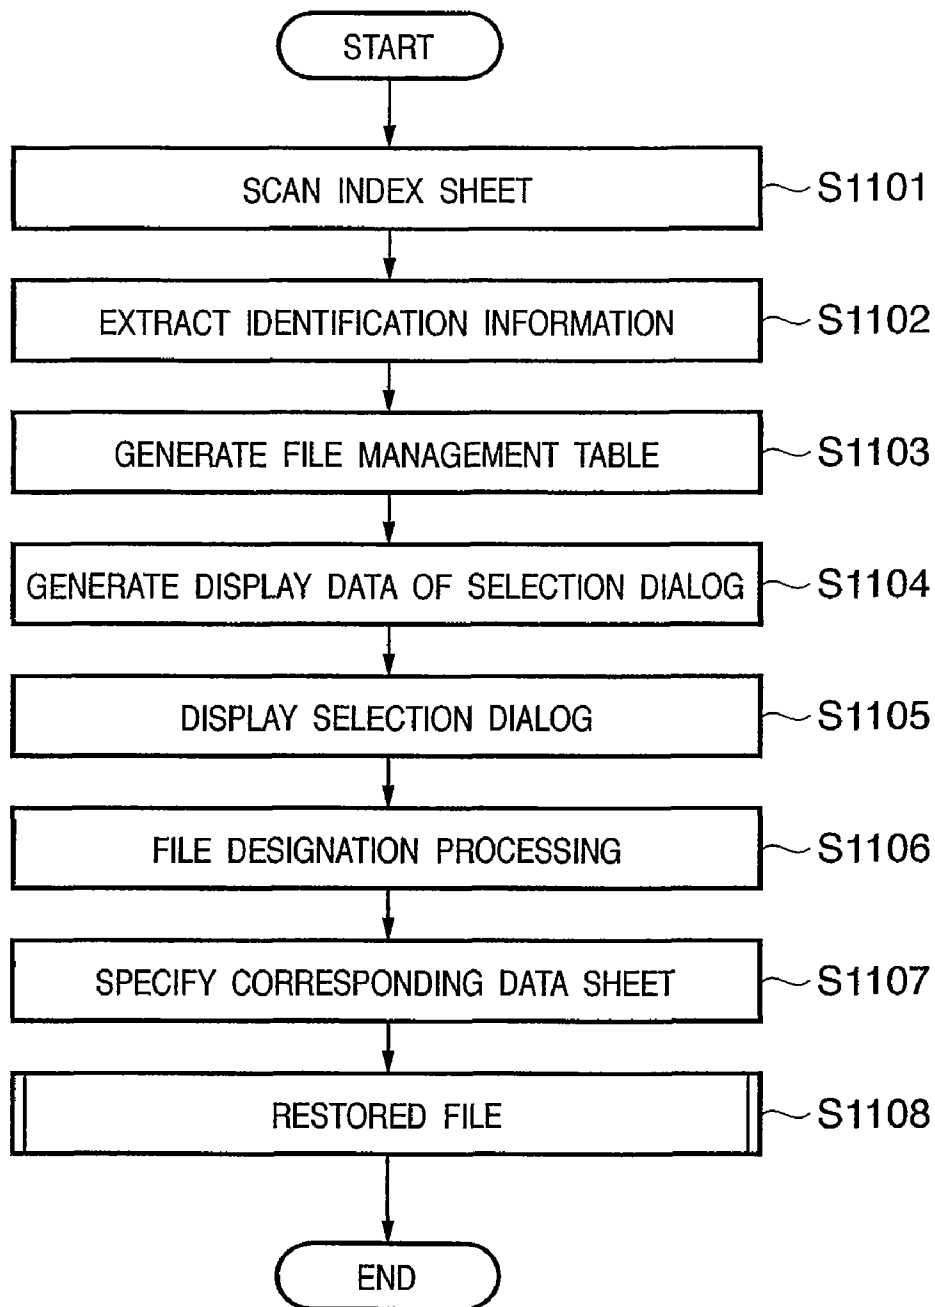 START
SCAN INDEX SHEET
S1101
EXTRACT IDENTIFICATION INFORMATION
S1102
GENERATE FILE MANAGEMENT TABLE
S1103
GENERATE DISPLAY DATA OF SELECTION DIALOG
S1104
DISPLAY SELECTION DIALOG
S1105
FILE DESIGNATION PROCESSING
S1106
SPECIFY CORRESPONDING DATA SHEET
S1107
RESTORED FILE
S1108
END